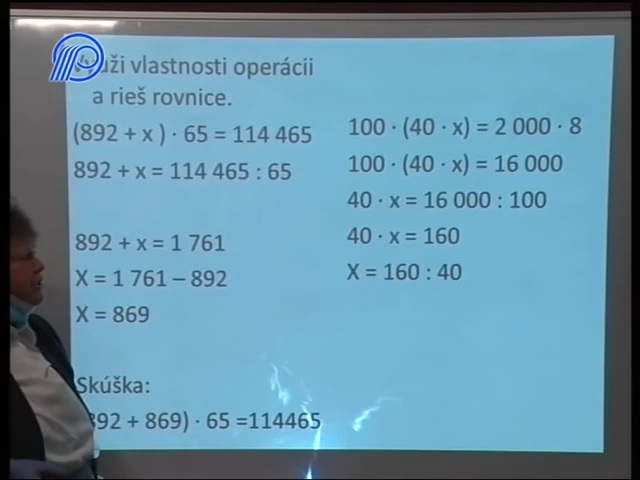 vlastnosti operácii
a rieš rovnice.
(892 + x ) · 65 = 114 465
892 + x = 114 465 : 65
892 + x = 1 761
X = 1 761 – 892
X = 869
Skúška:
892 + 869) · 65 =114465
100 · (40 · x) = 2 000 · 8
100 · (40 · x) = 16 000
40 · x = 16 000 : 100
40 · x = 160
X = 160 : 40